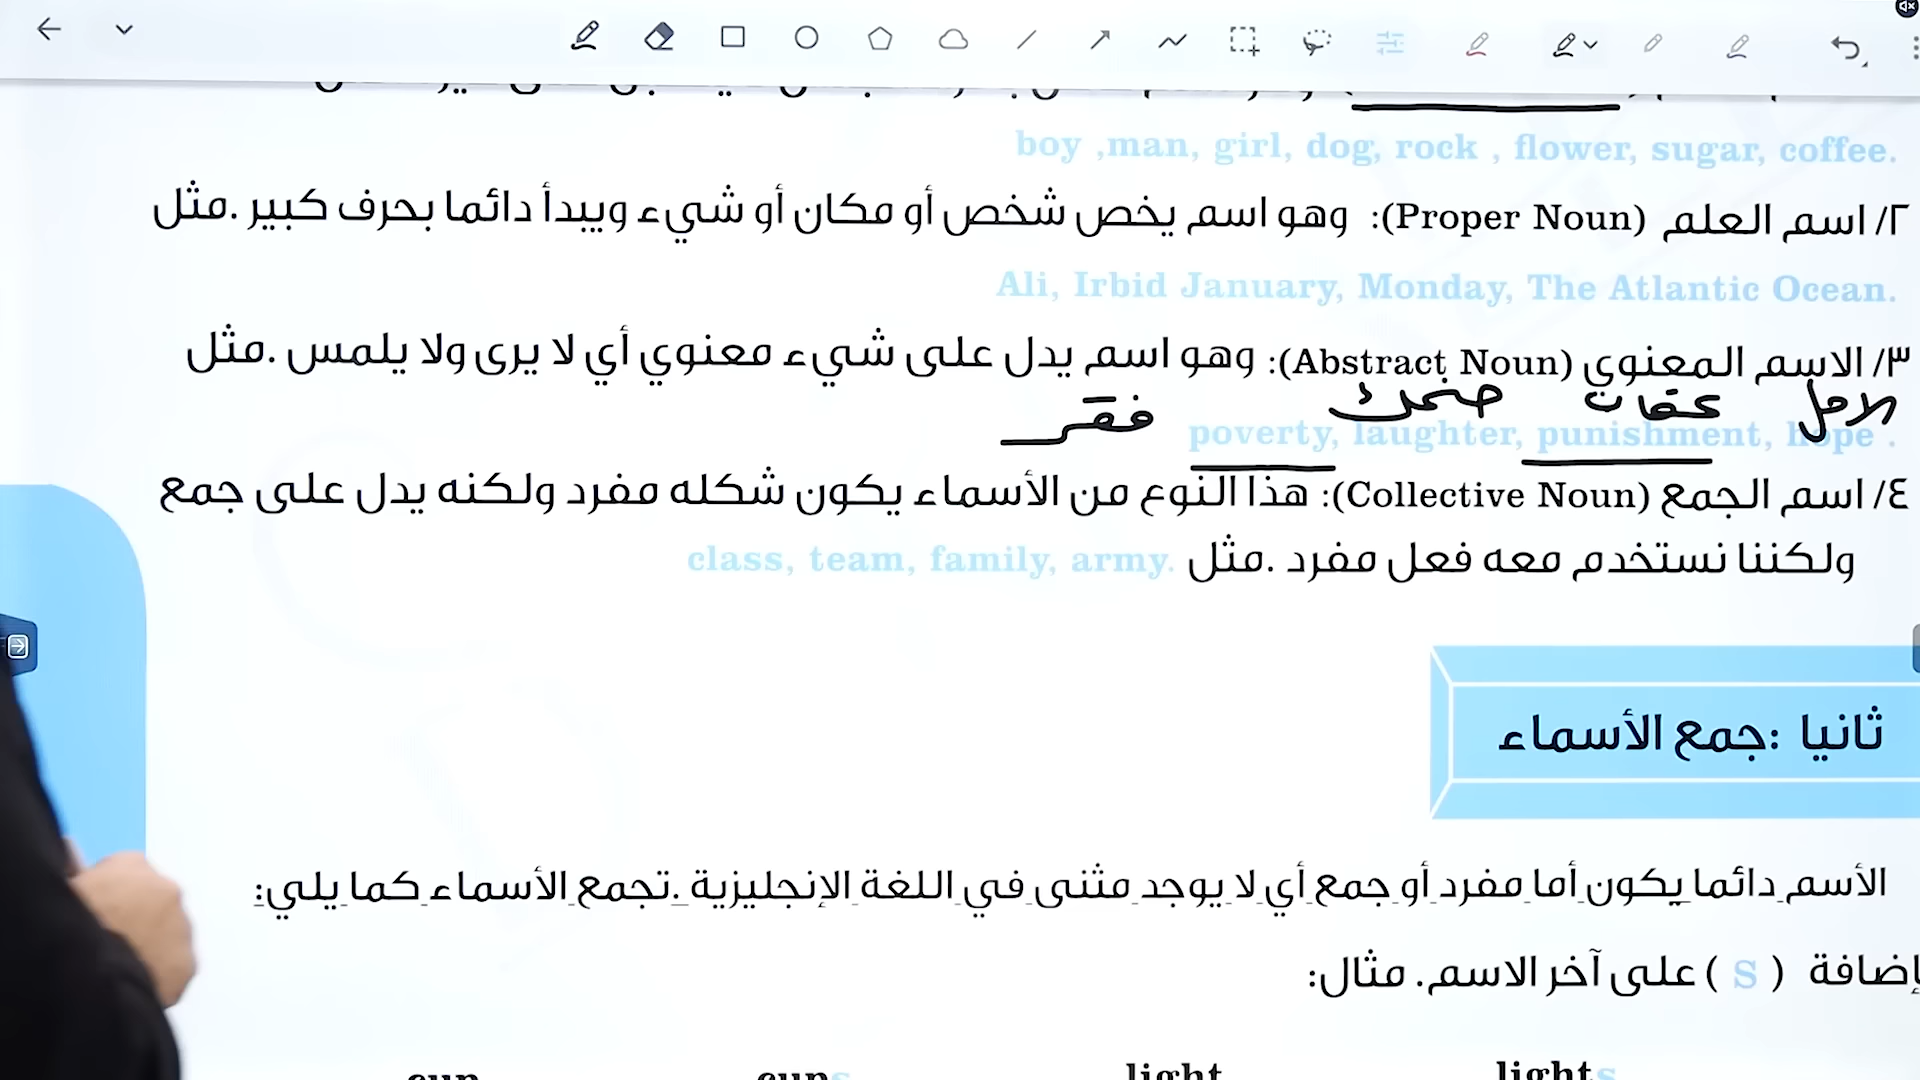 boy ,man, girl, dog, rock , flower, sugar, coffee.
٢/ اسم العلم (Proper Noun): وهو اسم يخص شخص أو مكان أو شيء ويبدأ دائما بحرف كبير .مثل
Ali, Irbid January, Monday, The Atlantic Ocean.
٣/ الاسم المعنوي (Abstract Noun): وهو اسم يدل على شيء معنوي أي لا يرى ولا يلمس .مثل
الامل عقاب ضحك فقر
poverty, laughter, punishment, hope .
٤/ اسم الجمع (Collective Noun): هذا النوع من الأسماء يكون شكله مفرد ولكنه يدل على جمع
ولكننا نستخدم معه فعل مفرد .مثل class, team, family, army.
ثانيا :جمع الأسماء
الأسم دائما يكون أما مفرد أو جمع أي لا يوجد مثنى في اللغة الإنجليزية .تجمع الأسماء كما يلي:
إضافة ( S ) على آخر الاسم. مثال:
cup cups light lights